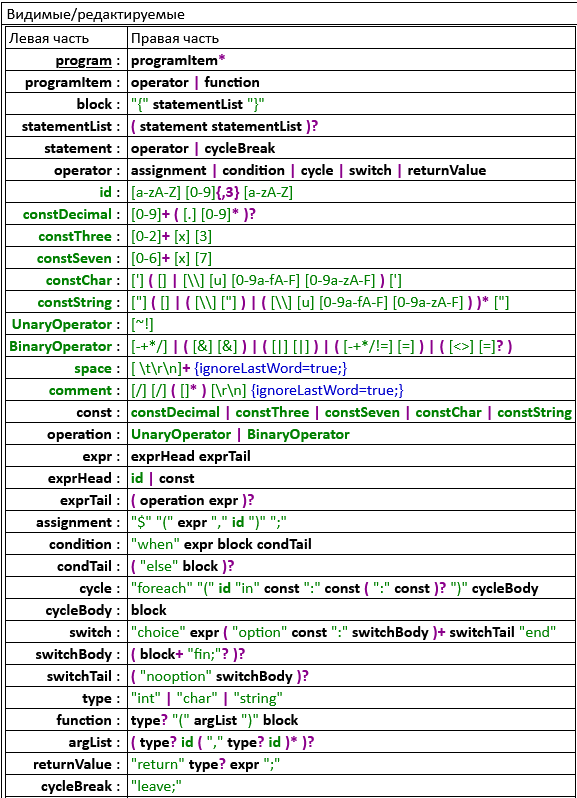 Видимые/редактируемые
Левая часть Правая часть
program : programItem*
programItem : operator | function
block : "{" statementList "}"
statementList : ( statement statementList )?
statement : operator | cycleBreak
operator : assignment | condition | cycle | switch | returnValue
id : [a-zA-Z] [0-9]{,3} [a-zA-Z]
constDecimal : [0-9]+ ( [.] [0-9]* )?
constThree : [0-2]+ [x] [3]
constSeven : [0-6]+ [x] [7]
constChar : ['] ( [] | [\\] [u] [0-9a-fA-F] [0-9a-zA-F] ) [']
constString : ["] ( [] | ( [\\] ["] ) | ( [\\] [u] [0-9a-fA-F] [0-9a-zA-F] ) )* ["]
UnaryOperator : [~!]
BinaryOperator : [-+*/] | ( [&] [&] ) | ( [|] [|] ) | ( [-+*/!=] [=] ) | ( [<>] [=]? )
space : [ \t\r\n]+ {ignoreLastWord=true;}
comment : [/] [/] ( []* ) [\r\n] {ignoreLastWord=true;}
const : constDecimal | constThree | constSeven | constChar | constString
operation : UnaryOperator | BinaryOperator
expr : exprHead exprTail
exprHead : id | const
exprTail : ( operation expr )?
assignment : "$" "(" expr "," id ")" ";"
condition : "when" expr block condTail
condTail : ( "else" block )?
cycle : "foreach" "(" id "in" const ":" const ( ":" const )? ")" cycleBody
cycleBody : block
switch : "choice" expr ( "option" const ":" switchBody )+ switchTail "end"
switchBody : ( block+ "fin;"? )?
switchTail : ( "nooption" switchBody )?
type : "int" | "char" | "string"
function : type? "(" argList ")" block
argList : ( type? id ( "," type? id )* )?
returnValue : "return" type? expr ";"
cycleBreak : "leave;"